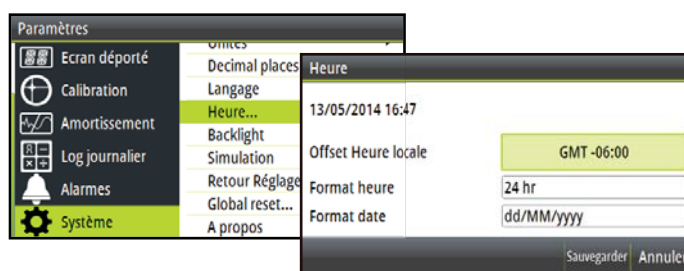 Paramètres
Ecran déporté
Calibration
Amortissement
Log journalier
Alarmes
Système
Decimal places
Langage
Heure...
Backlight
Simulation
Retour Réglage
Global reset...
A propos
Heure
13/05/2014 16:47
Offset Heure locale GMT -06:00
Format heure 24 hr
Format date dd/MM/yyyy
Sauvegarder Annuler